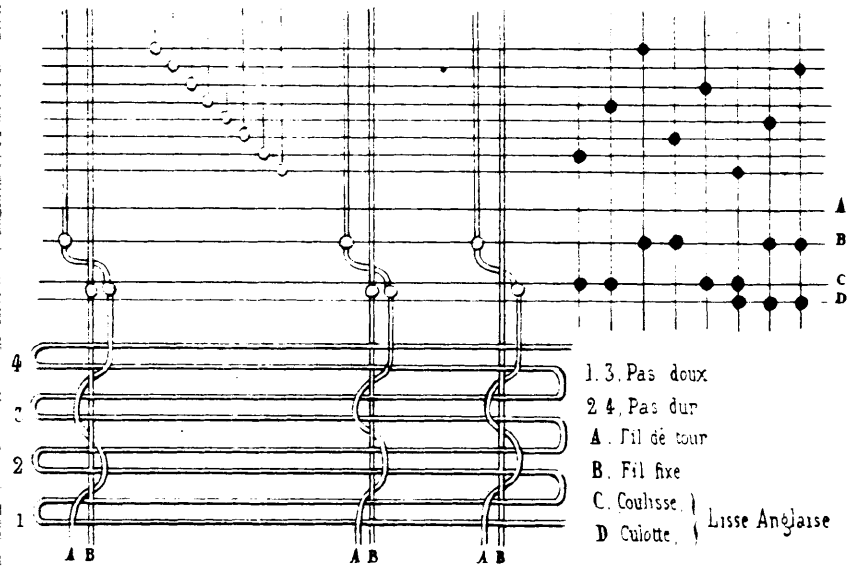 A
B
C
D
4
3
2
1
1. 3. Pas doux
2 4. Pas dur
A. Fil de tour
B. Fil fixe
C. Coulisse. } Lisse Anglaise
D Culotte.
A B
A B
A B